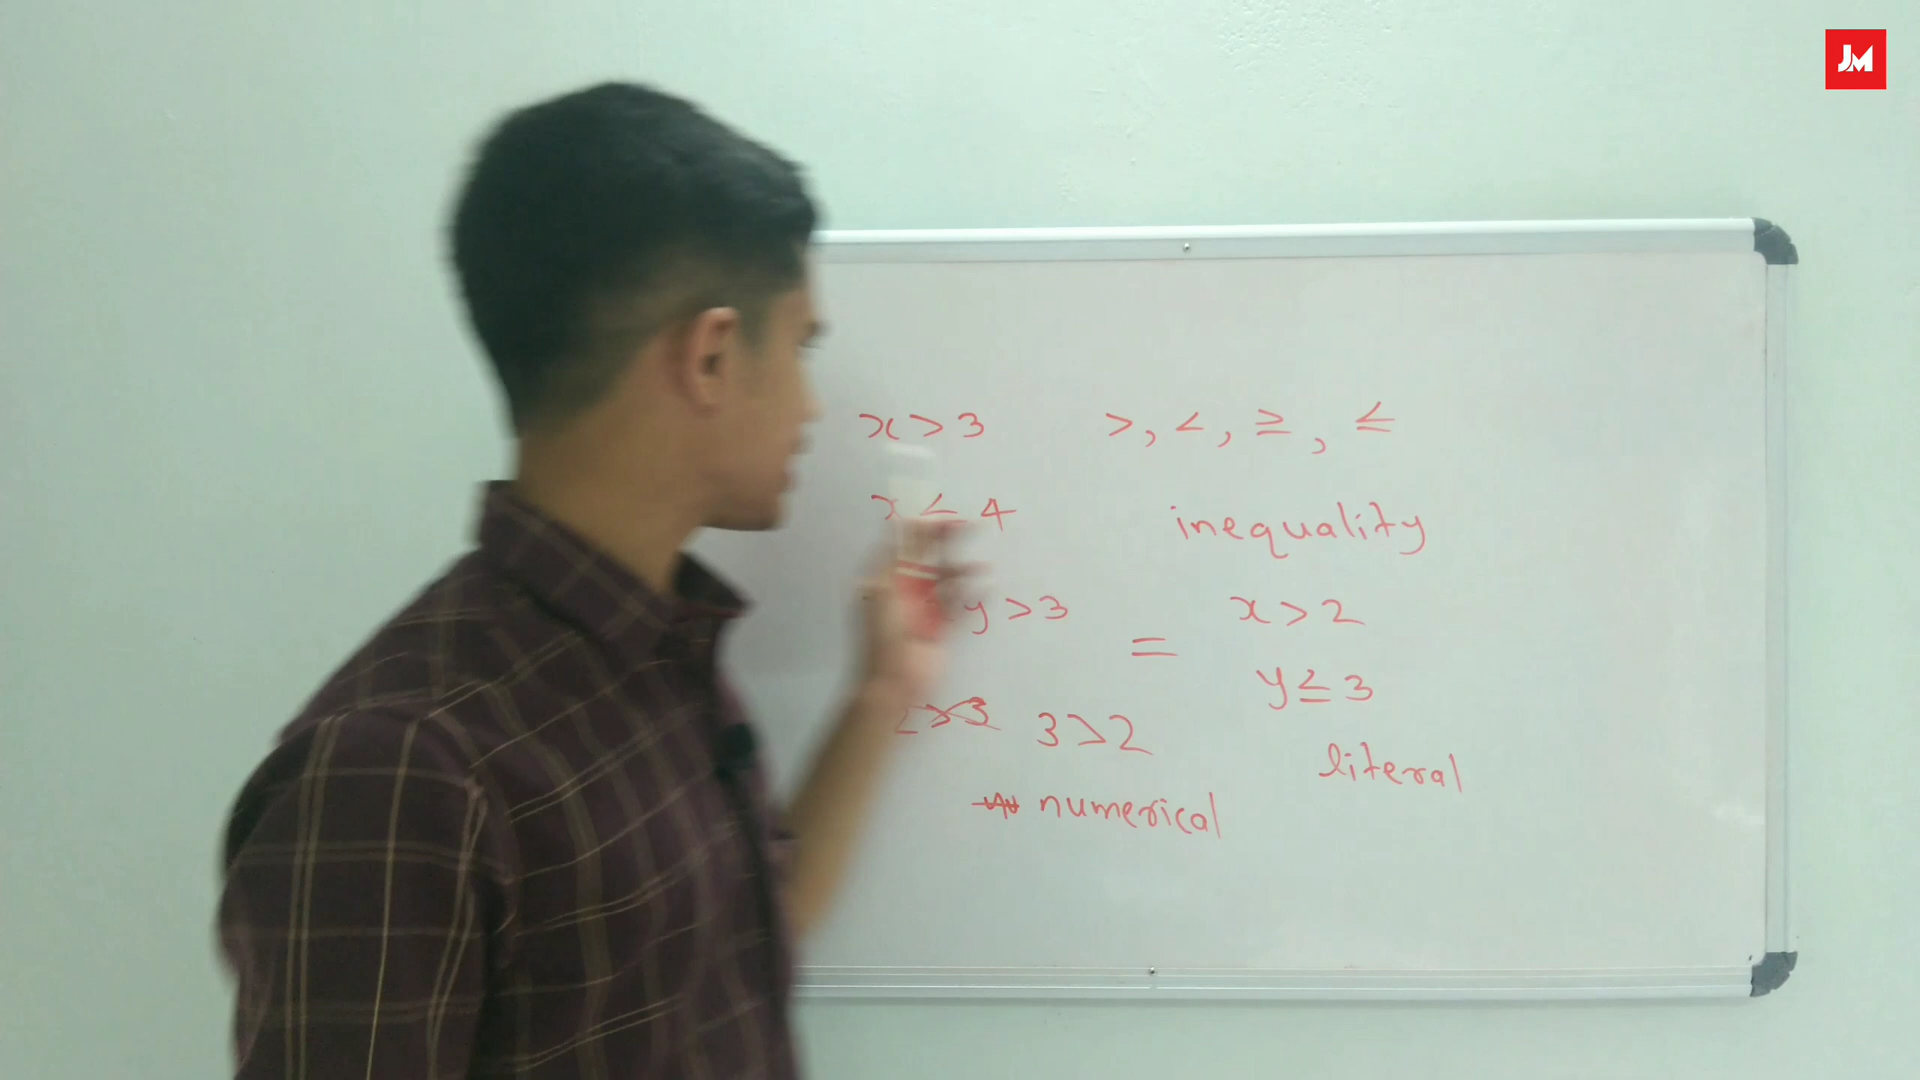 JM
x > 3 >, <, ≥, ≤
x ≤ 4
inequality
y > 3
x > 2
=
y ≤ 3
3 > 2
literal
numerical